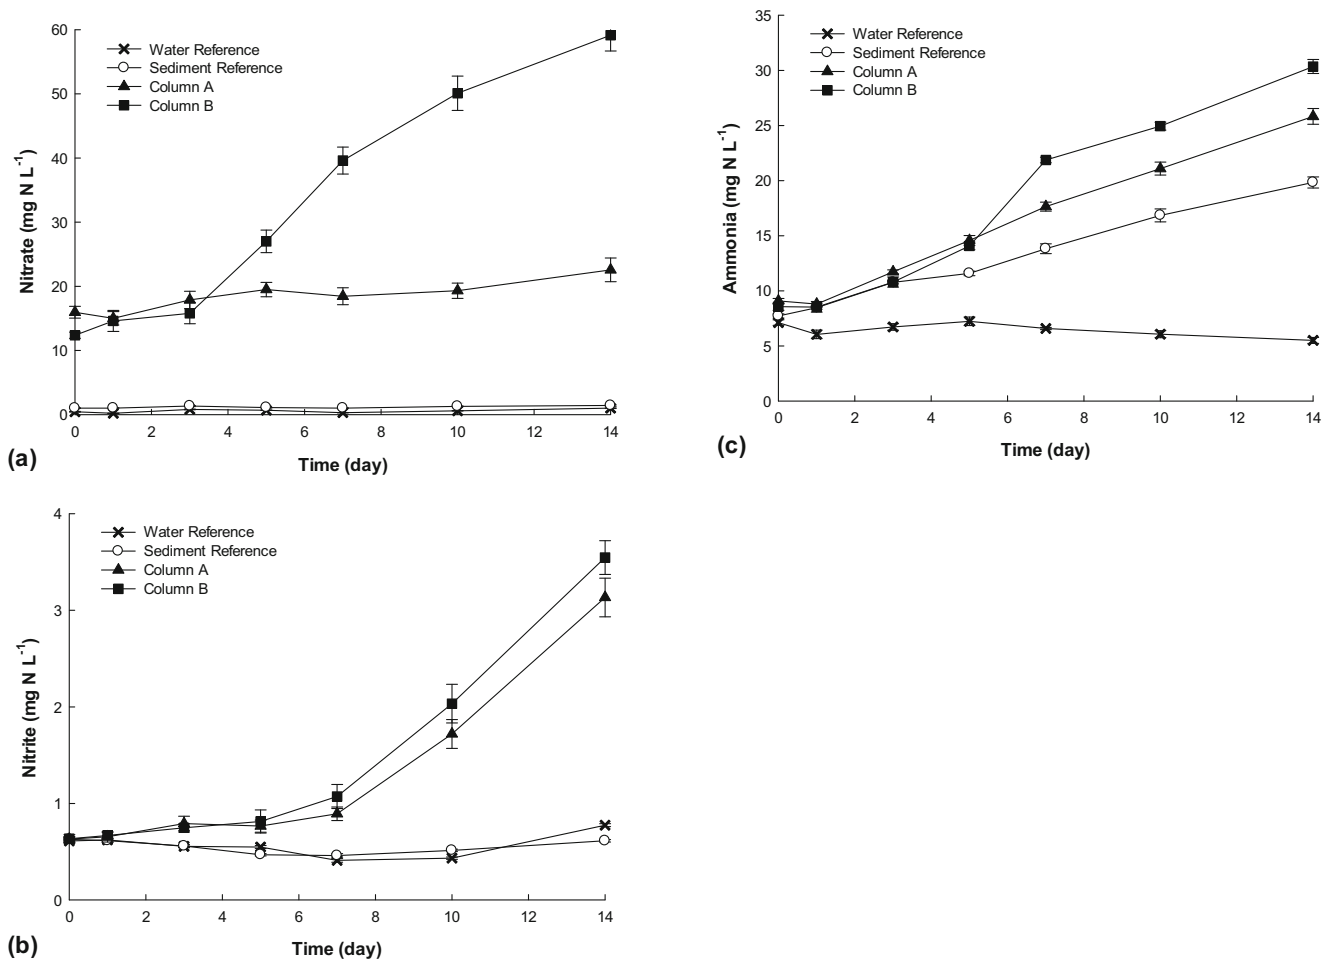 60
50
40
30
20
10
0
Nitrate (mg N L⁻¹)
Water Reference
Sediment Reference
Column A
Column B
0 2 4 6 8 10 12 14
Time (day)
(a)
35
30
25
20
15
10
5
0
Ammonia (mg N L⁻¹)
Water Reference
Sediment Reference
Column A
Column B
0 2 4 6 8 10 12 14
Time (day)
(c)
4
3
2
1
0
Nitrite (mg N L⁻¹)
Water Reference
Sediment Reference
Column A
Column B
0 2 4 6 8 10 12 14
Time (day)
(b)